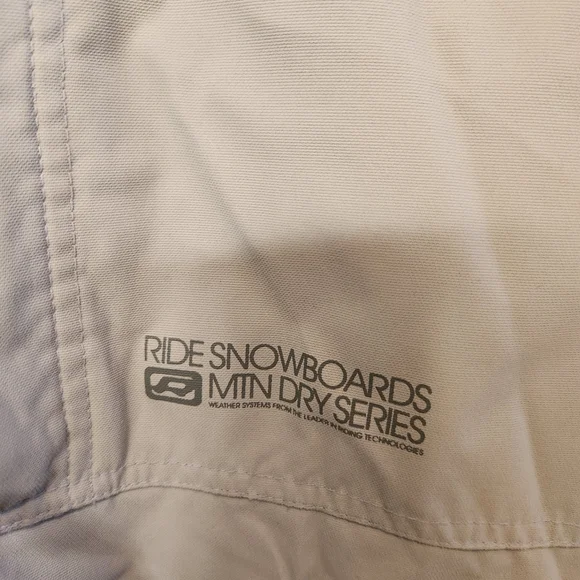 RIDE SNOWBOARDS
MTN DRY SERIES
WEATHER SYSTEMS FROM THE LEADER IN RIDING TECHNOLOGIES